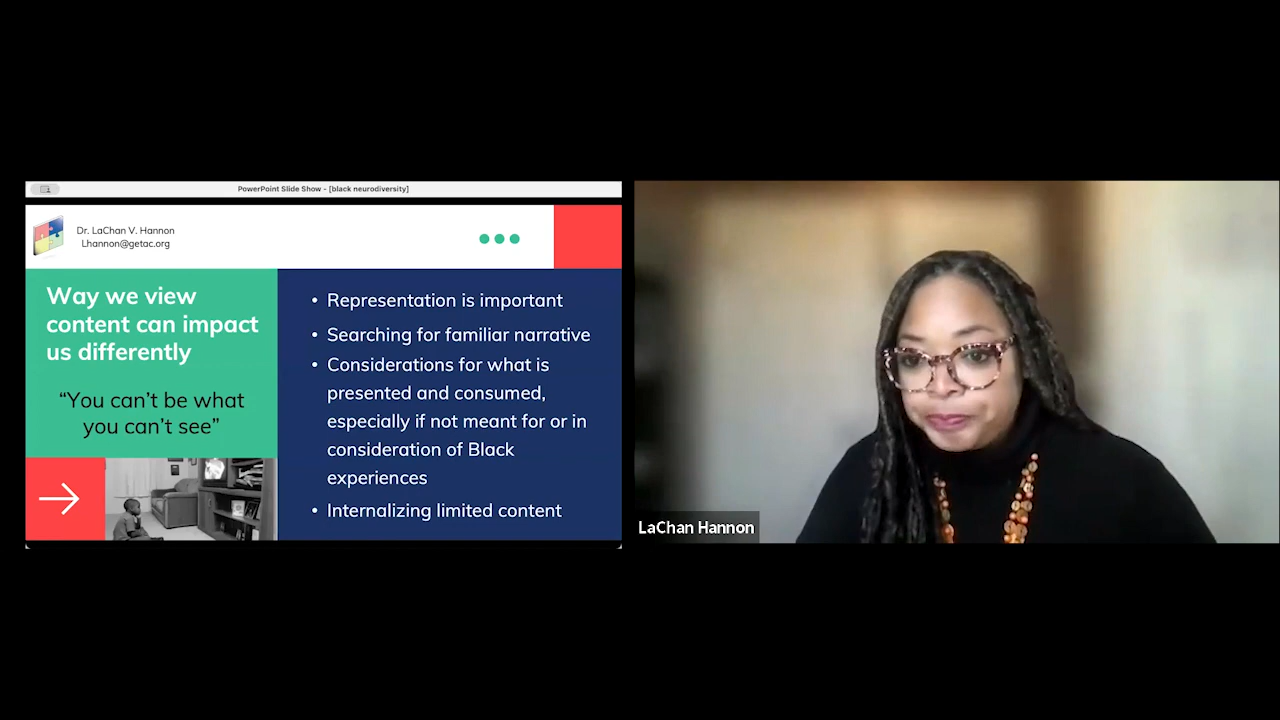 PowerPoint Slide Show - [black neurodiversity]
Dr. LaChan V. Hannon
Lhannon@getac.org
Way we view
content can impact
us differently
“You can’t be what
you can’t see”
• Representation is important
• Searching for familiar narrative
• Considerations for what is
presented and consumed,
especially if not meant for or in
consideration of Black
experiences
• Internalizing limited content
LaChan Hannon